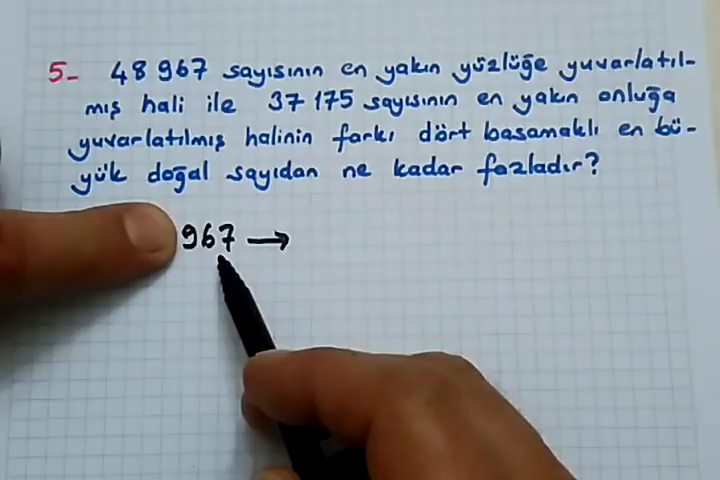 5- 48 967 sayısının en yakın yüzlüğe yuvarlatıl-
mış hali ile 37 175 sayısının en yakın onluğa
yuvarlatılmış halinin farkı dört basamaklı en bü-
yük doğal sayıdan ne kadar fazladır?
967 →